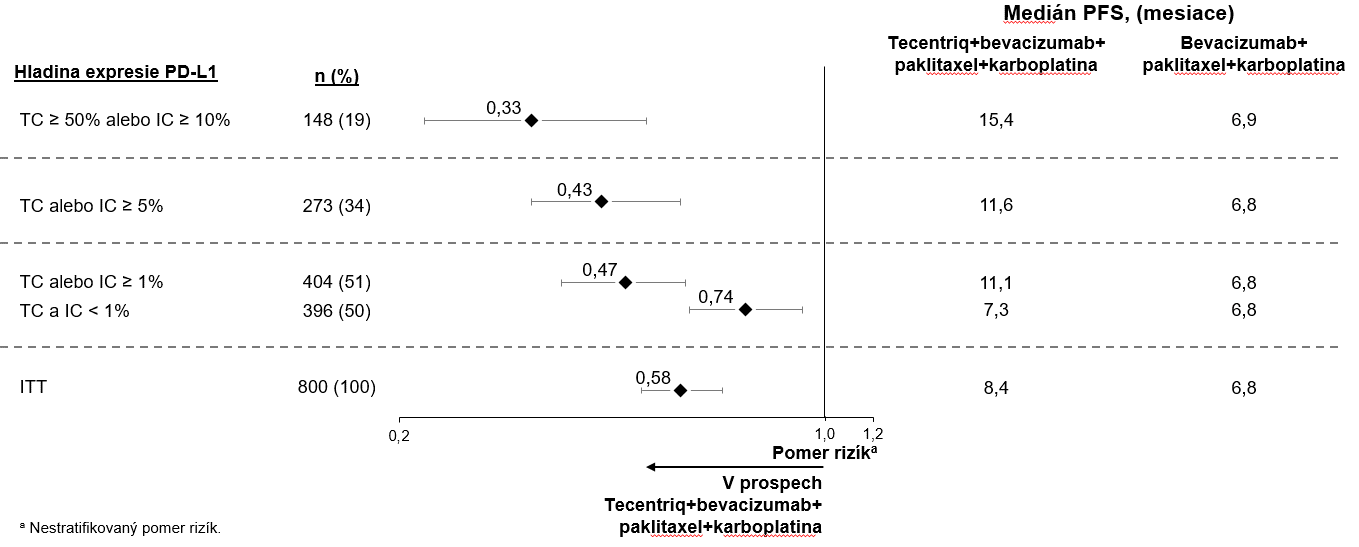 Medián PFS, (mesiace)
Tecentriq+bevacizumab+ Bevacizumab+
paklitaxel+karboplatina paklitaxel+karboplatina
Hladina expresie PD-L1 n (%)
TC ≥ 50% alebo IC ≥ 10% 148 (19) 0,33 15,4 6,9
TC alebo IC ≥ 5% 273 (34) 0,43 11,6 6,8
TC alebo IC ≥ 1% 404 (51) 0,47 11,1 6,8
TC a IC < 1% 396 (50) 0,74 7,3 6,8
ITT 800 (100) 0,58 8,4 6,8
0,2 1,0 1,2
Pomer rizíkᵃ
V prospech
Tecentriq+bevacizumab+
paklitaxel+karboplatina
ᵃ Nestratifikovaný pomer rizík.